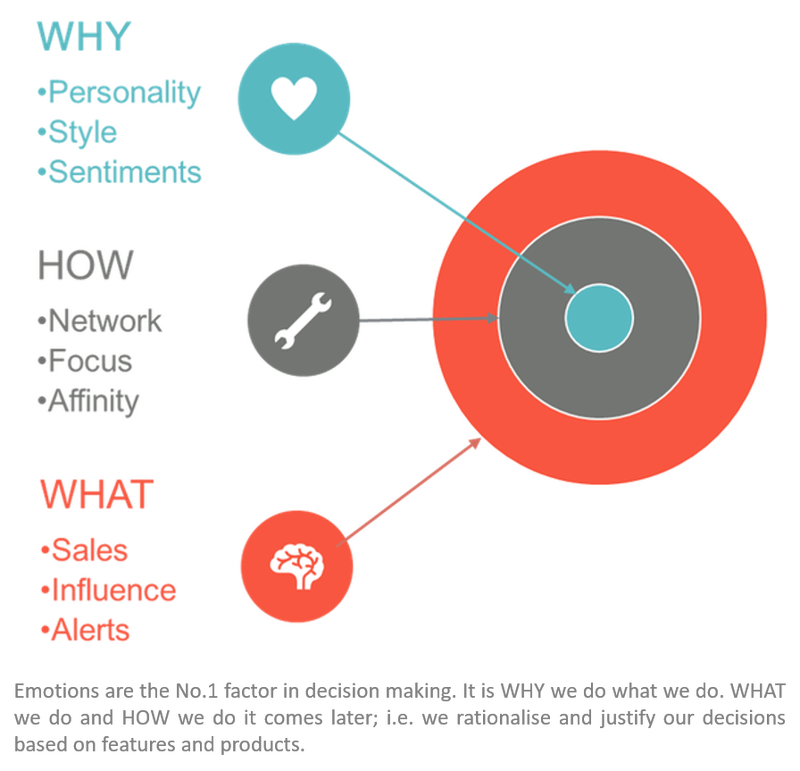 WHY
•Personality
•Style
•Sentiments
HOW
•Network
•Focus
•Affinity
WHAT
•Sales
•Influence
•Alerts
Emotions are the No.1 factor in decision making. It is WHY we do what we do. WHAT
we do and HOW we do it comes later; i.e. we rationalise and justify our decisions
based on features and products.